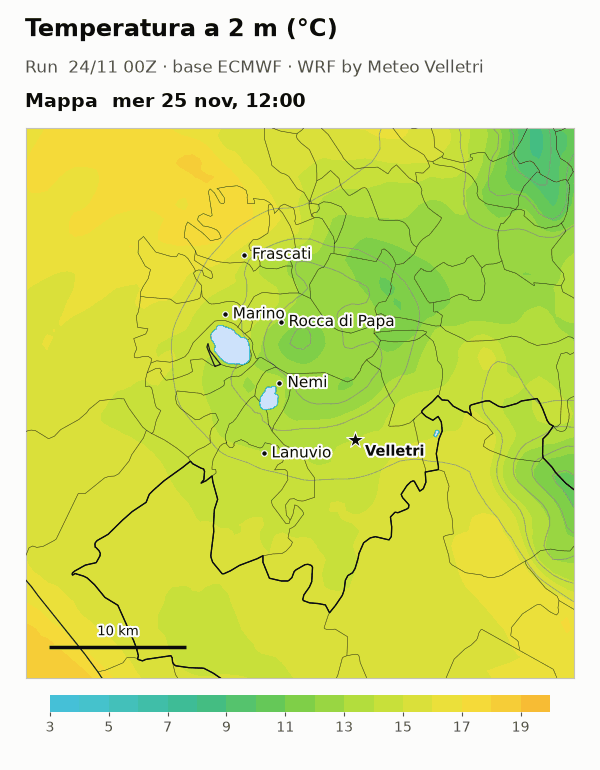 Temperatura a 2 m (°C)
Run  24/11 00Z · base ECMWF · WRF by Meteo Velletri
Mappa  mer 25 nov, 12:00
Frascati
Marino
Rocca di Papa
Nemi
Velletri
Lanuvio
10 km
3 5 7 9 11 13 15 17 19